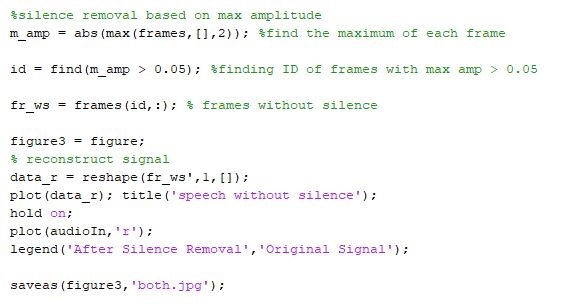 %silence removal based on max amplitude
m_amp = abs(max(frames,[],2)); %find the maximum of each frame
id = find(m_amp > 0.05); %finding ID of frames with max amp > 0.05
fr_ws = frames(id,:); % frames without silence
figure3 = figure;
% reconstruct signal
data_r = reshape(fr_ws',1,[]);
plot(data_r); title('speech without silence');
hold on;
plot(audioIn,'r');
legend('After Silence Removal','Original Signal');
saveas(figure3,'both.jpg');